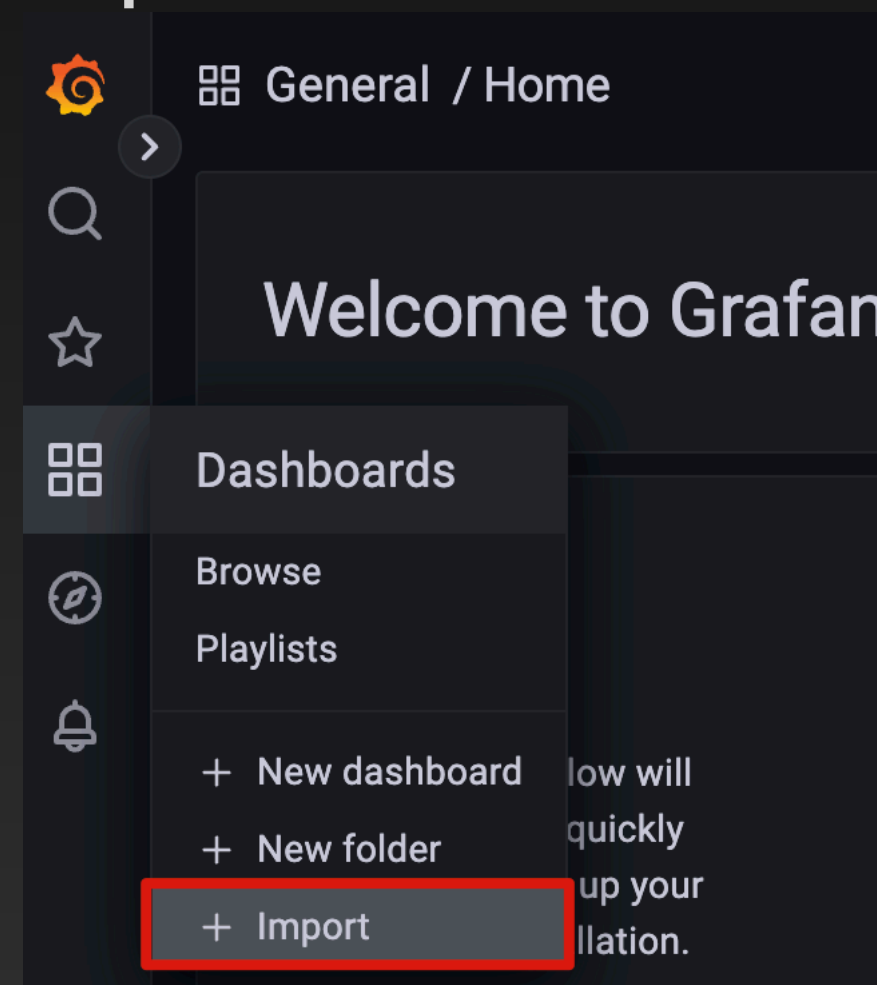 General / Home
Welcome to Grafan
Dashboards
Browse
Playlists
+ New dashboard
+ New folder
+ Import
low will
quickly
up your
llation.